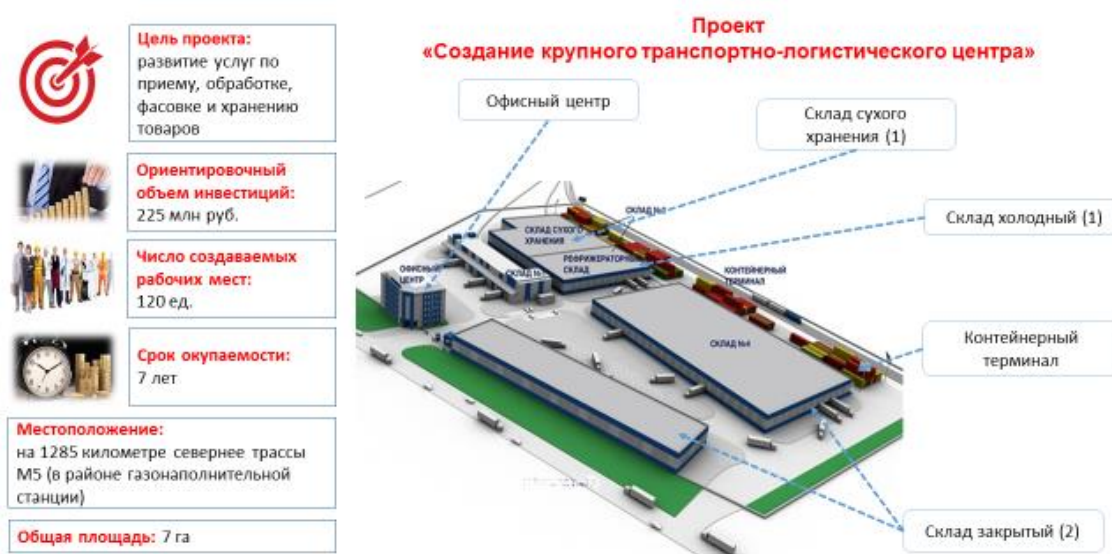 Проект
«Создание крупного транспортно-логистического центра»
Цель проекта:
развитие услуг по
приему, обработке,
фасовке и хранению
товаров
Ориентировочный
объем инвестиций:
225 млн руб.
Число создаваемых
рабочих мест:
120 ед.
Срок окупаемости:
7 лет
Местоположение:
на 1285 километре севернее трассы
М5 (в районе газонаполнительной
станции)
Общая площадь: 7 га
Офисный центр
Склад сухого
хранения (1)
Склад холодный (1)
Контейнерный
терминал
Склад закрытый (2)
СКЛАД СУХОГО
ХРАНЕНИЯ
ОФИСНЫЙ
ЦЕНТР
КОНТЕЙНЕРНЫЙ
ТЕРМИНАЛ
СКЛАД №4